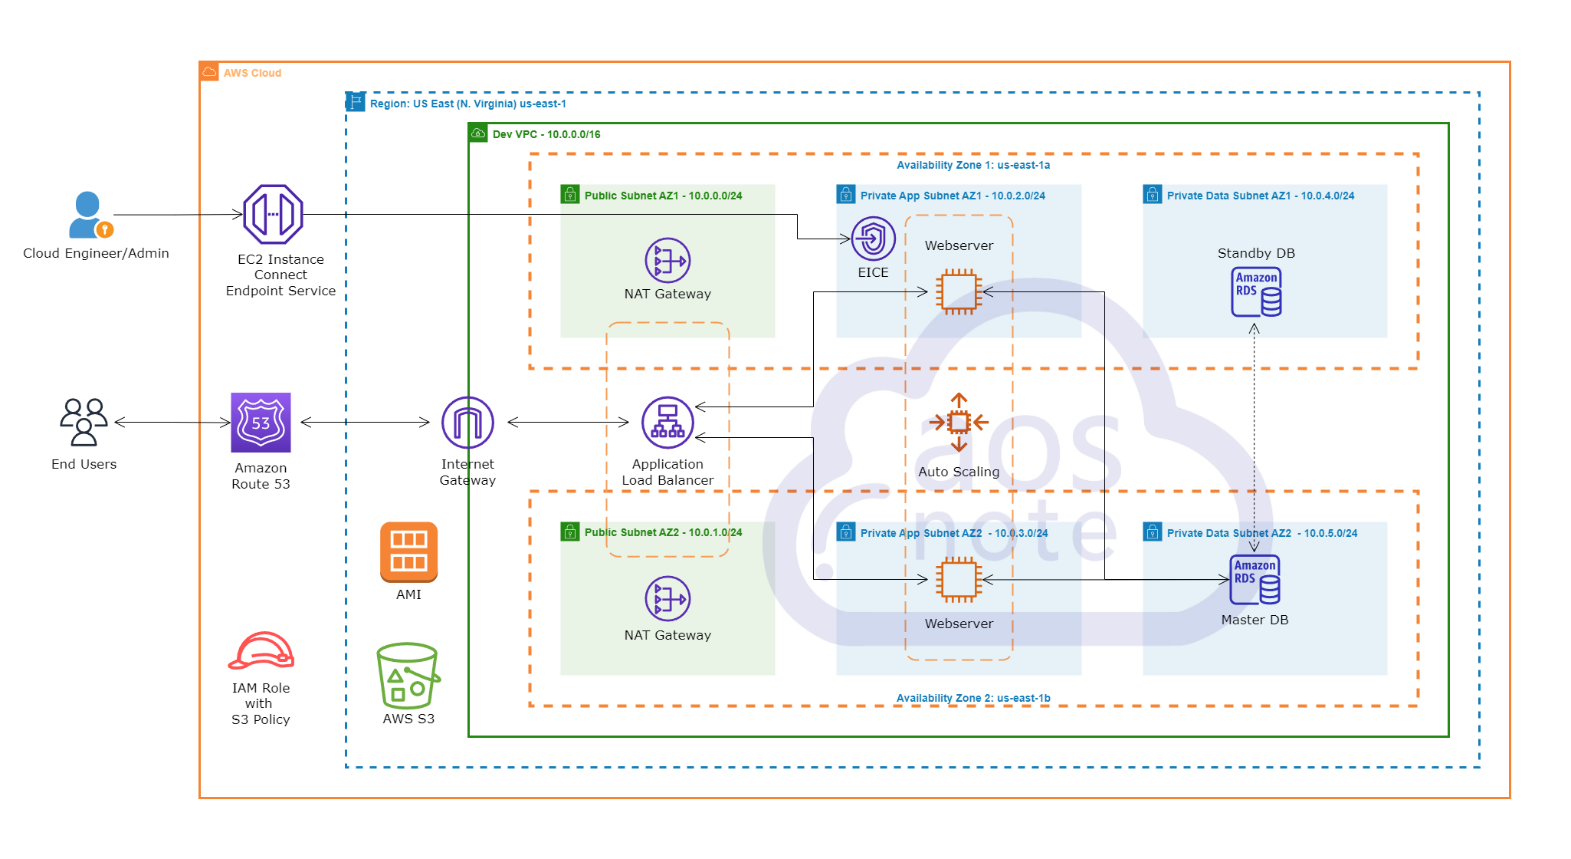 AWS Cloud
Region: US East (N. Virginia) us-east-1
Dev VPC - 10.0.0.0/16
Availability Zone 1: us-east-1a
Public Subnet AZ1 - 10.0.0.0/24
Private App Subnet AZ1 - 10.0.2.0/24
Private Data Subnet AZ1 - 10.0.4.0/24
Cloud Engineer/Admin
EC2 Instance
Connect
Endpoint Service
NAT Gateway
EICE
Webserver
Standby DB
Amazon
RDS
End Users
53
Amazon
Route 53
Internet
Gateway
Application
Load Balancer
Auto Scaling
aos
note
Public Subnet AZ2 - 10.0.1.0/24
Private App Subnet AZ2 - 10.0.3.0/24
Private Data Subnet AZ2 - 10.0.5.0/24
AMI
NAT Gateway
Webserver
Amazon
RDS
Master DB
IAM Role
with
S3 Policy
AWS S3
Availability Zone 2: us-east-1b